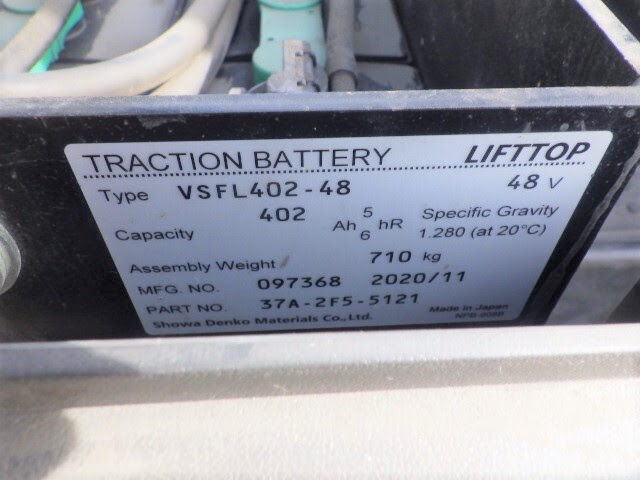 TRACTION BATTERY LIFTTOP
Type VSFL402-48 48 V
Capacity 402 Ah 5 6 hR Specific Gravity
1.280 (at 20°C)
Assembly Weight 710 kg
MFG. NO. 097368 2020/11
PART NO. 37A-2F5-5121 Made in Japan
Showa Denko Materials Co.,Ltd.